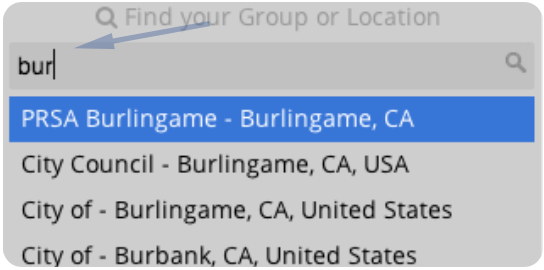 Find your Group or Location
bur
PRSA Burlingame - Burlingame, CA
City Council - Burlingame, CA, USA
City of - Burlingame, CA, United States
City of - Burbank, CA, United States